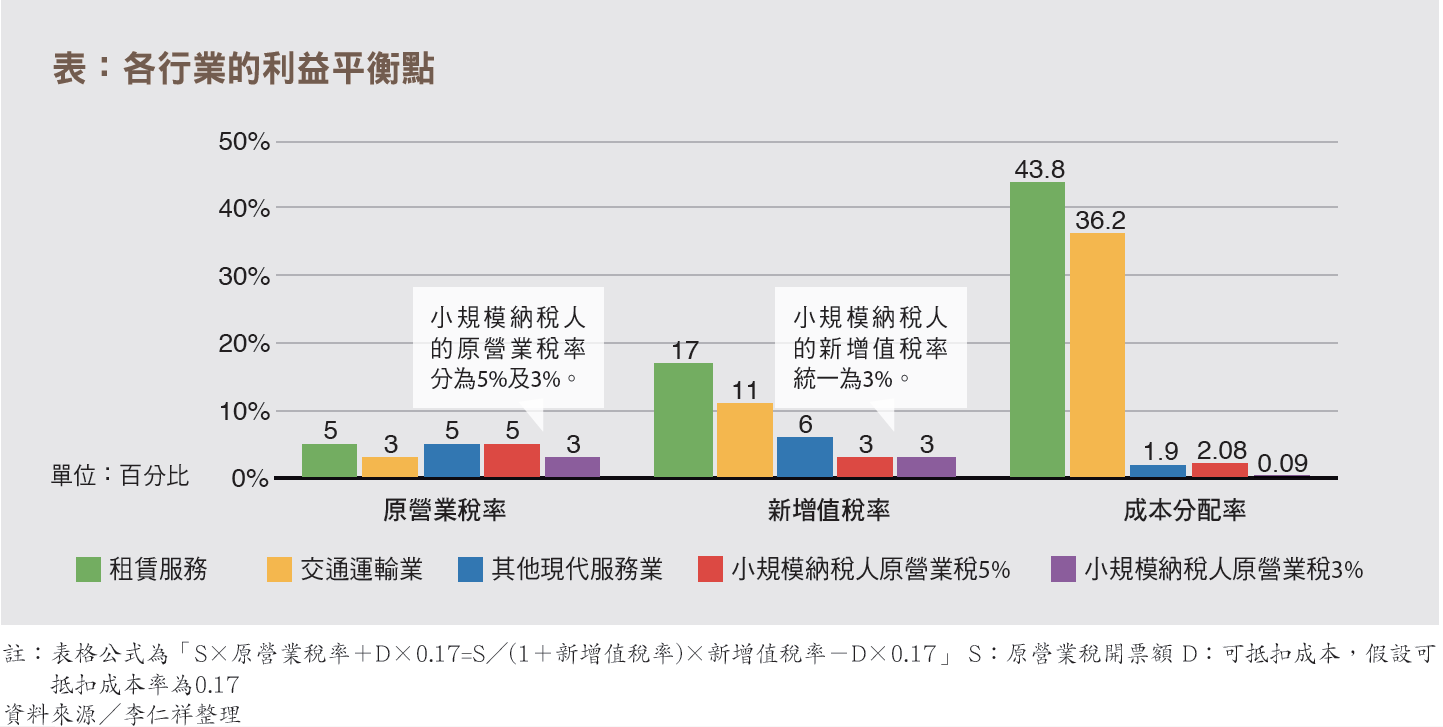 表：各行業的利益平衡點
50%
40%
30%
20%
10%
0%
單位：百分比
小規模納稅人
的原營業稅率
分為5%及3%。
小規模納稅人
的新增值稅率
統一為3%。
5
3
5
5
3
17
11
6
3
3
43.8
36.2
1.9
2.08
0.09
原營業稅率
新增值稅率
成本分配率
租賃服務
交通運輸業
其他現代服務業
小規模納稅人原營業稅5%
小規模納稅人原營業稅3%
註：表格公式為「S×原營業稅率＋D×0.17=S／(1＋新增值稅率)×新增值稅率－D×0.17」 S：原營業稅開票額 D：可抵扣成本，假設可
抵扣成本率為0.17
資料來源／李仁祥整理